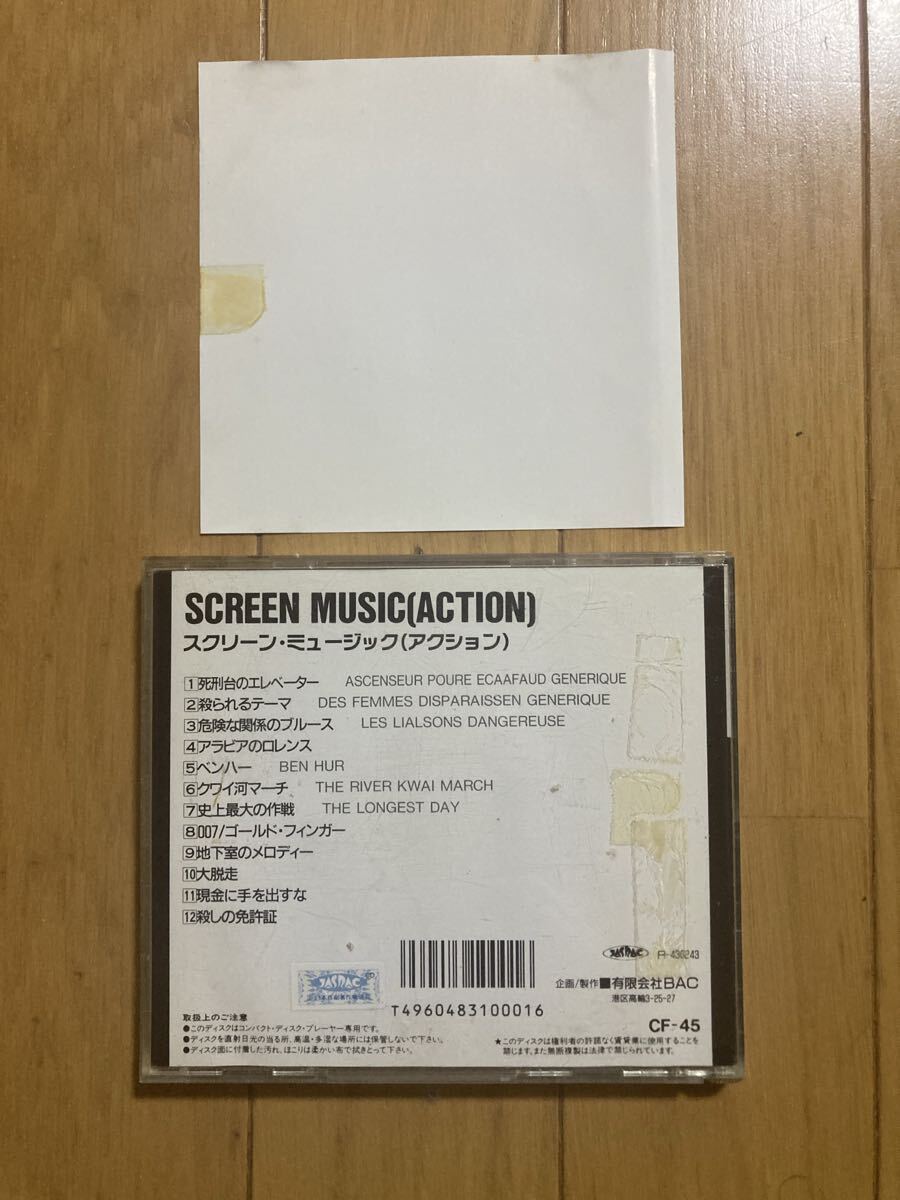 SCREEN MUSIC(ACTION)
スクリーン・ミュージック(アクション)
1 死刑台のエレベーター ASCENSEUR POURE ECAAFAUD GENERIQUE
2 殺られるテーマ DES FEMMES DISPARAISSEN GENERIQUE
3 危険な関係のブルース LES LIALSONS DANGEREUSE
4 アラビアのロレンス
5 ベンハー BEN HUR
6 クワイ河マーチ THE RIVER KWAI MARCH
7 史上最大の作戦 THE LONGEST DAY
8 007/ゴールド・フィンガー
9 地下室のメロディー
10 大脱走
11 現金に手を出すな
12 殺しの免許証
JASRAC R-430243
JASRAC
企画/製作■有限会社BAC
港区高輪3-25-27
T4960483100016
CF-45
取扱上のご注意
●このディスクはコンパクト・ディスク・プレーヤー専用です。
●ディスクを直射日光の当る所、高温・多湿な場所には保管しないで下さい。
●ディスク面に付着した汚れ、ほこりは柔かい布で拭きとって下さい。
★このディスクは権利者の許諾なく賃貸業に使用することを
禁じます。また無断複製は法律で禁じられています。